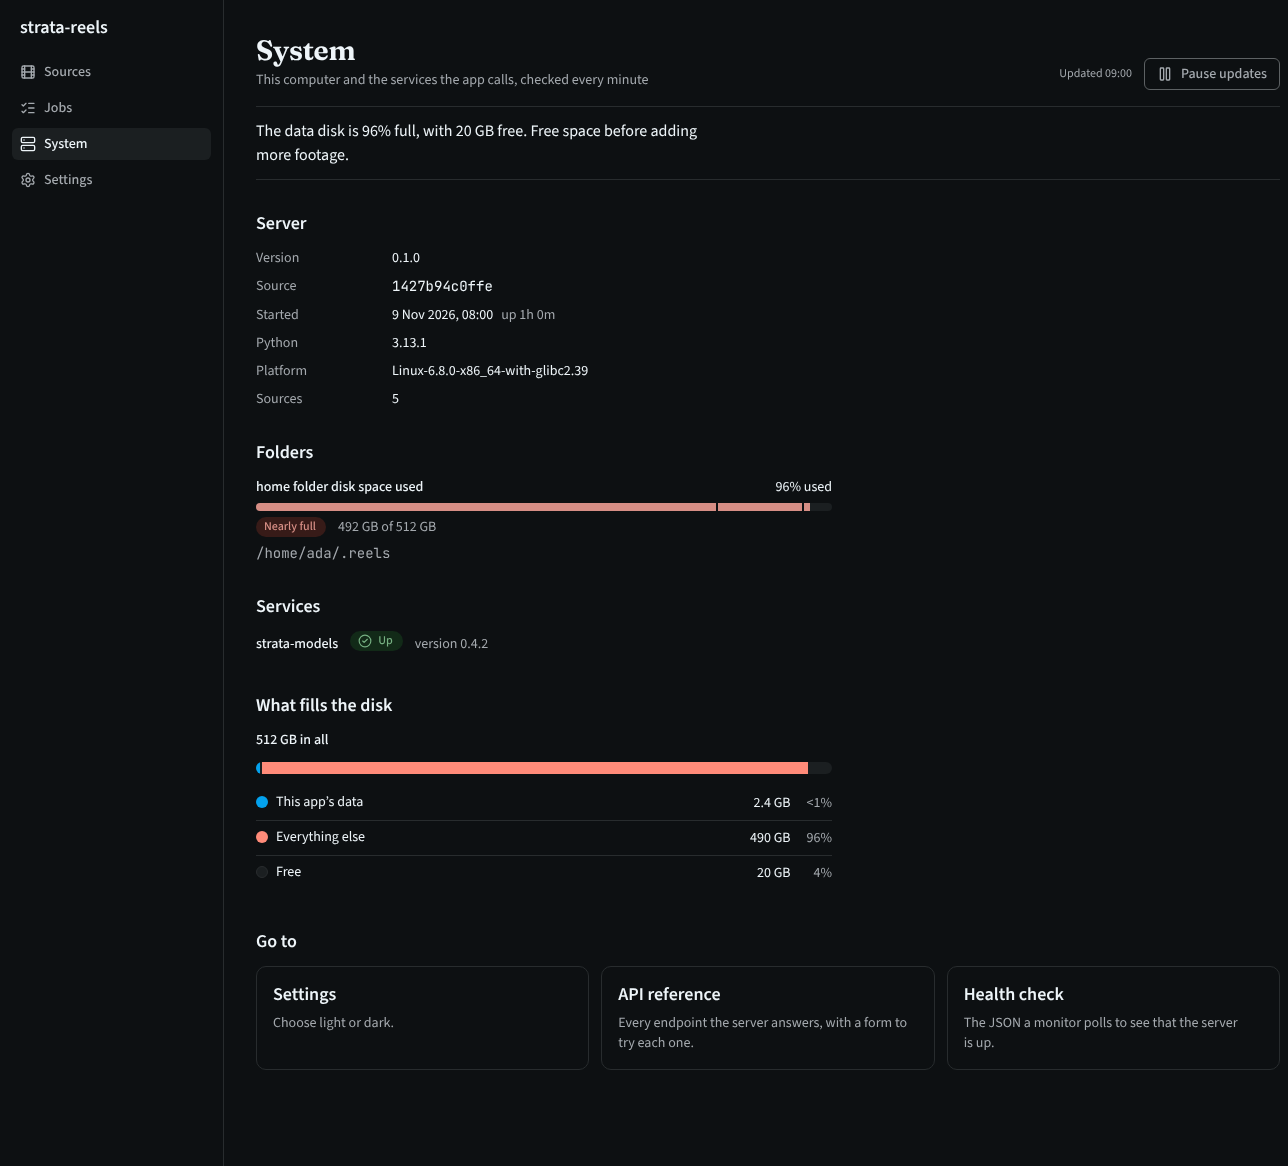 strata-reels
Sources
Jobs
System
Settings
System
This computer and the services the app calls, checked every minute
Updated 09:00
Pause updates
The data disk is 96% full, with 20 GB free. Free space before adding
more footage.
Server
Version 0.1.0
Source 1427b94c0ffe
Started 9 Nov 2026, 08:00 up 1h 0m
Python 3.13.1
Platform Linux-6.8.0-x86_64-with-glibc2.39
Sources 5
Folders
home folder disk space used 96% used
Nearly full 492 GB of 512 GB
/home/ada/.reels
Services
strata-models Up version 0.4.2
What fills the disk
512 GB in all
This app’s data 2.4 GB <1%
Everything else 490 GB 96%
Free 20 GB 4%
Go to
Settings
Choose light or dark.
API reference
Every endpoint the server answers, with a form to
try each one.
Health check
The JSON a monitor polls to see that the server
is up.